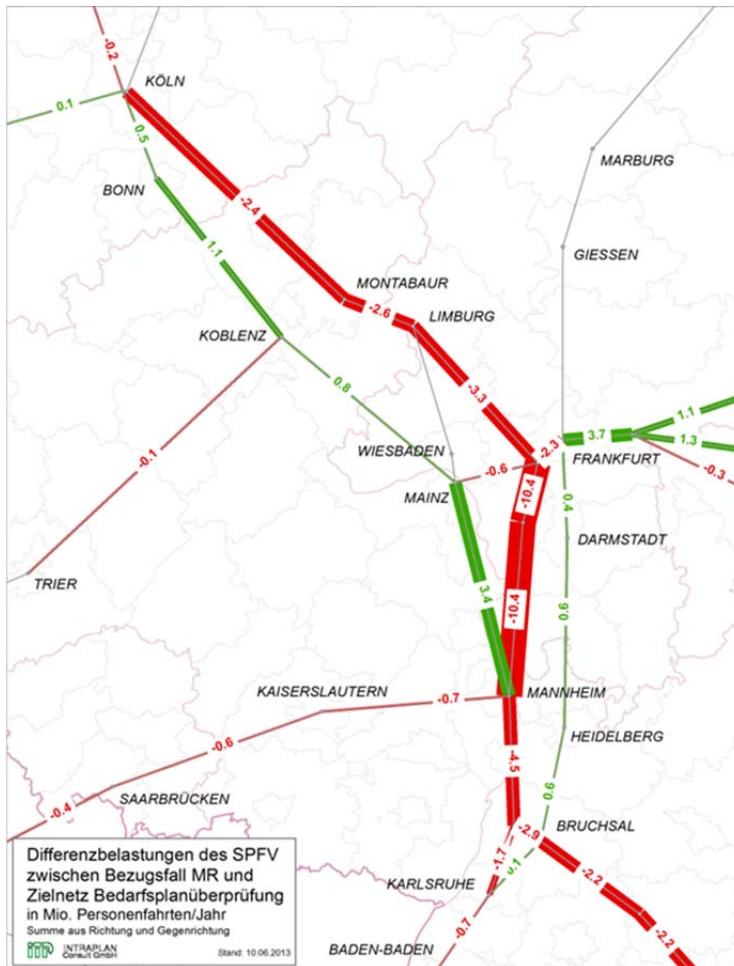 -0.2
KÖLN
0.1
0.5
MARBURG
BONN
-2.4
1.1
GIESSEN
MONTABAUR
-2.6
LIMBURG
KOBLENZ
-3.3
0.8
1.1
3.7
1.3
-2.3
WIESBADEN
FRANKFURT
-0.1
-0.6
-0.3
MAINZ
-10.4
0.4
DARMSTADT
TRIER
3.4
-10.4
0.6
KAISERSLAUTERN
-0.7
MANNHEIM
-0.6
HEIDELBERG
-4.5
SAARBRÜCKEN
-0.4
0.6
-2.9
BRUCHSAL
-1.7
0.1
-2.2
KARLSRUHE
-0.7
-2.2
BADEN-BADEN
Differenzbelastungen des SPFV
zwischen Bezugsfall MR und
Zielnetz Bedarfsplanüberprüfung
in Mio. Personenfahrten/Jahr
Summe aus Richtung und Gegenrichtung
INTRAPLAN
Consult GmbH
Stand: 10.06.2013